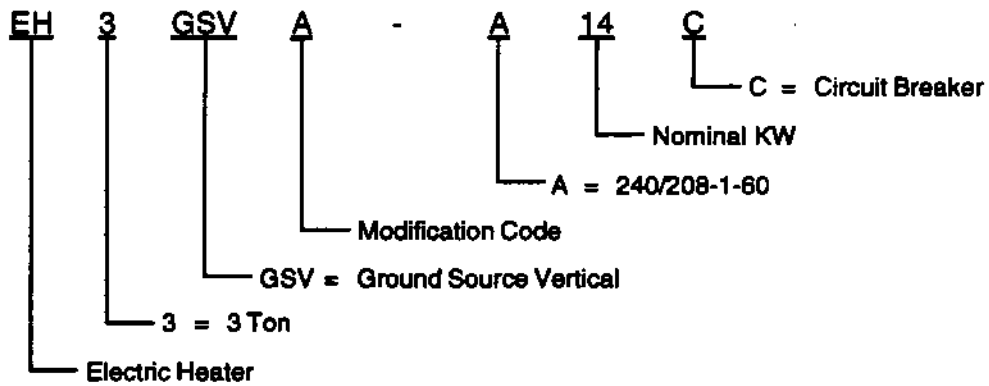 EH 3 GSV A - A 14 C
C = Circuit Breaker
Nominal KW
A = 240/208-1-60
Modification Code
GSV = Ground Source Vertical
3 = 3 Ton
Electric Heater